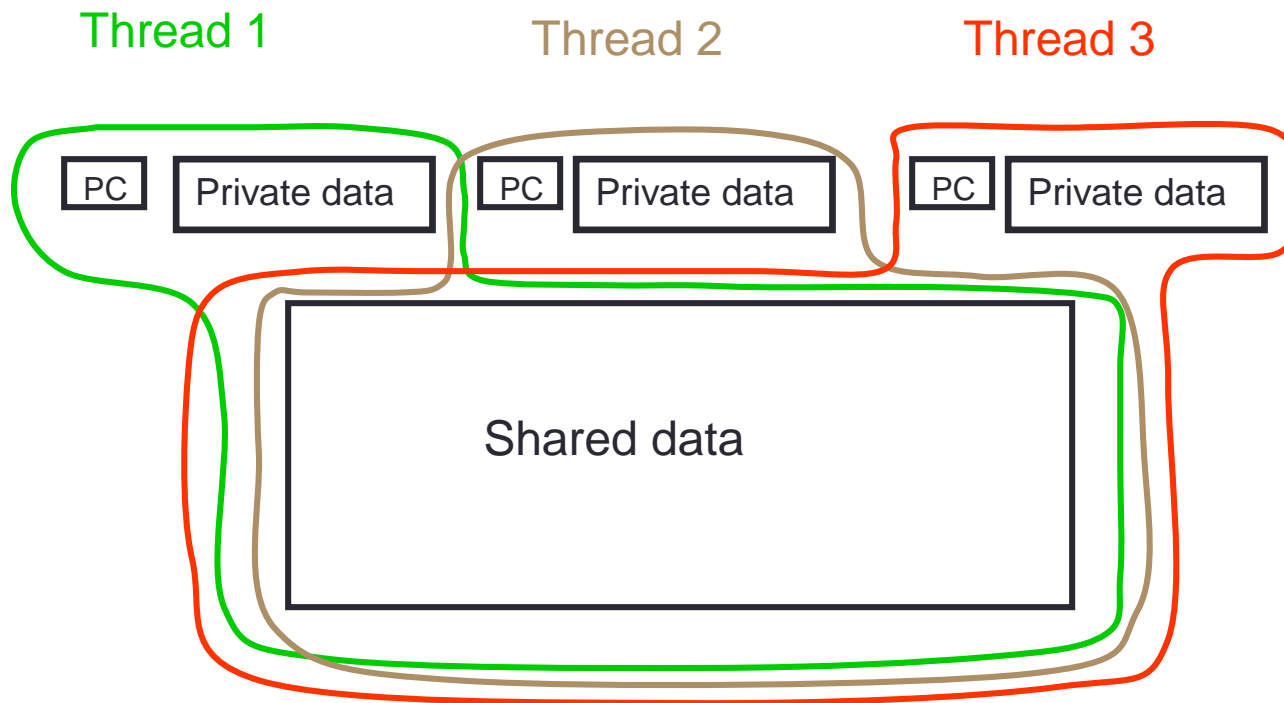 Thread 1 Thread 2 Thread 3
PC Private data PC Private data PC Private data
Shared data